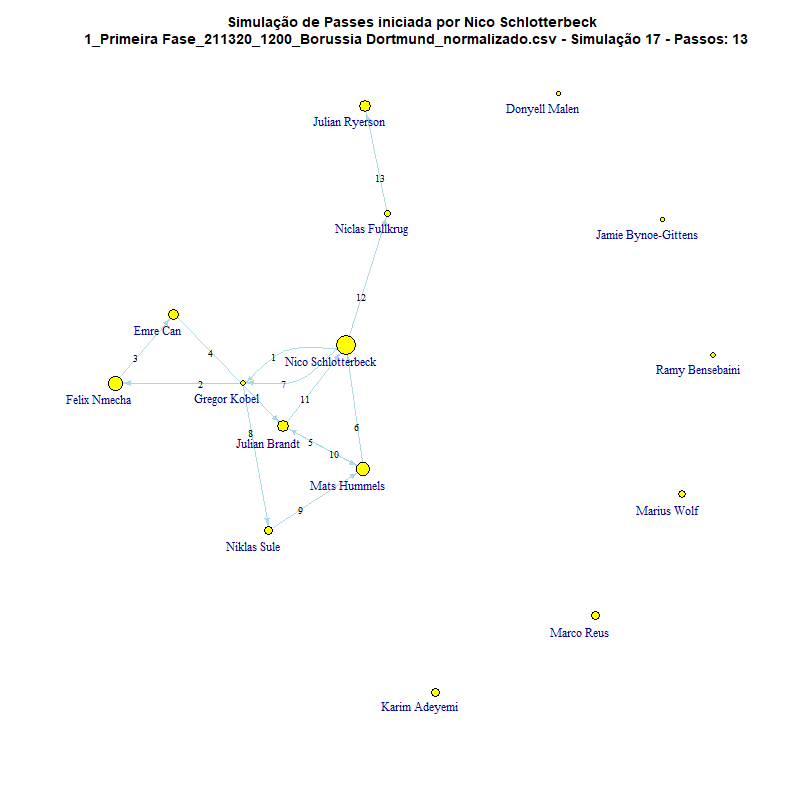 Simulação de Passes iniciada por Nico Schlotterbeck
1_Primeira Fase_211320_1200_Borussia Dortmund_normalizado.csv - Simulação 17 - Passos: 13
Donyell Malen
Julian Ryerson
13
Niclas Fullkrug
Jamie Bynoe-Gittens
12
Emre Can
4
1
3
Nico Schlotterbeck
Ramy Bensebaini
2
7
Felix Nmecha
Gregor Kobel
11
8
6
Julian Brandt
5
10
Mats Hummels
9
Marius Wolf
Niklas Sule
Marco Reus
Karim Adeyemi